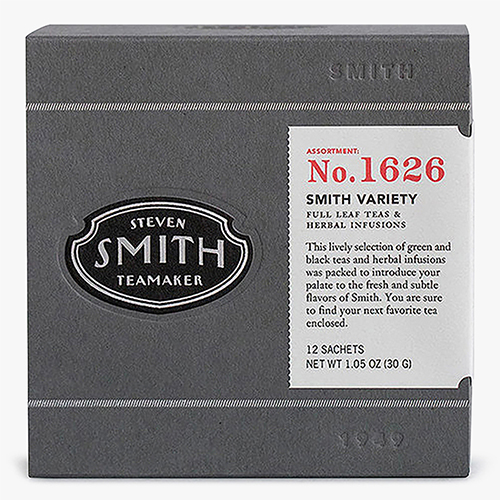 SMITH
ASSORTMENT:
No.1626
SMITH VARIETY
FULL LEAF TEAS &
HERBAL INFUSIONS
This lively selection of green and
black teas and herbal infusions
was packed to introduce your
palate to the fresh and subtle
flavors of Smith. You are sure
to find your next favorite tea
enclosed.
12 SACHETS
NET WT 1.05 OZ (30 G)
STEVEN
SMITH
TEAMAKER
1949